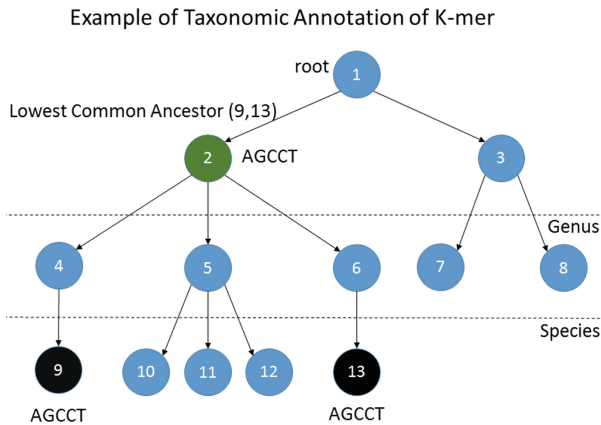 Example of Taxonomic Annotation of K-mer
root
1
Lowest Common Ancestor (9,13)
2
AGCCT
3
Genus
4
5
6
7
8
Species
9
10
11
12
13
AGCCT
AGCCT